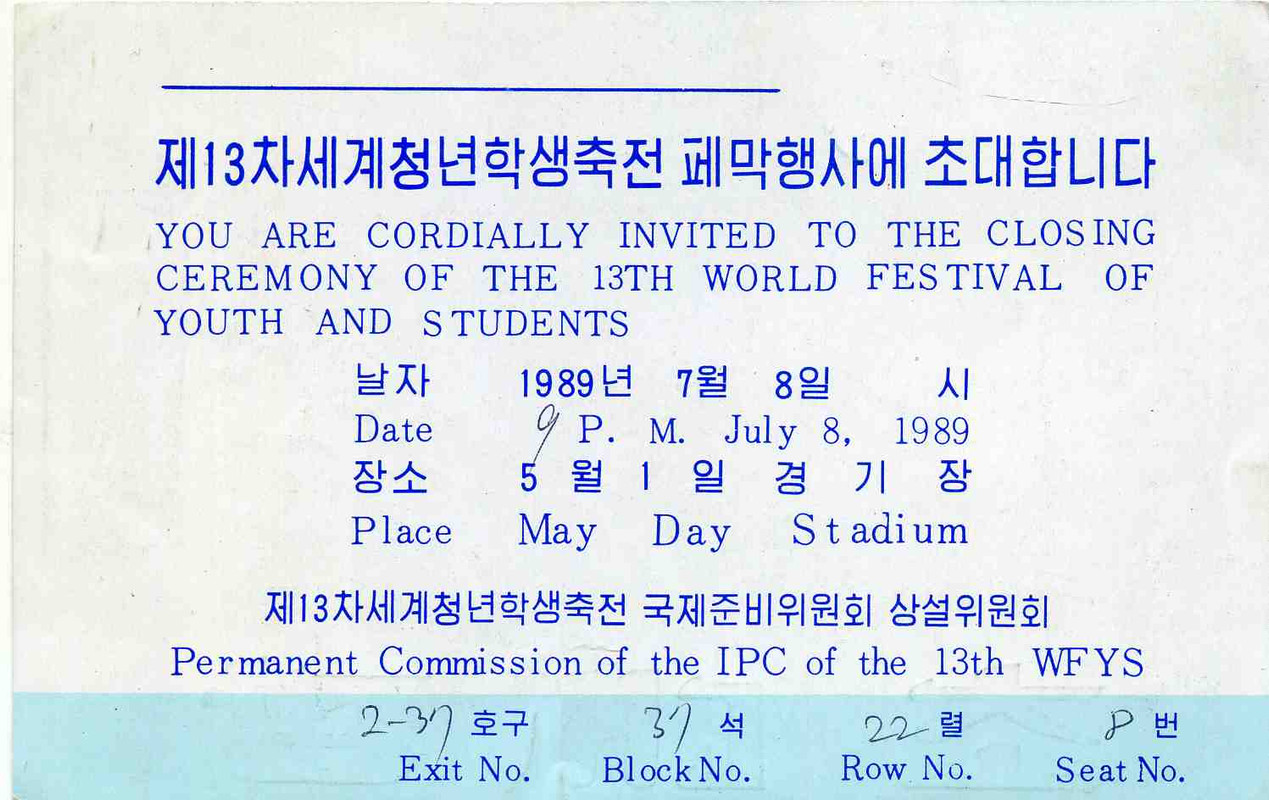 제13차세계청년학생축전 페막행사에 초대합니다
YOU ARE CORDIALLY INVITED TO THE CLOSING
CEREMONY OF THE 13TH WORLD FESTIVAL OF
YOUTH AND STUDENTS
날자 1989년 7월 8일 시
Date 9 P. M. July 8, 1989
장소 5월1일경기장
Place May Day Stadium
제13차세계청년학생축전 국제준비위원회 상설위원회
Permanent Commission of the IPC of the 13th WFYS
2-37 호구 37 석 22 렬 8 번
Exit No. Block No. Row No. Seat No.